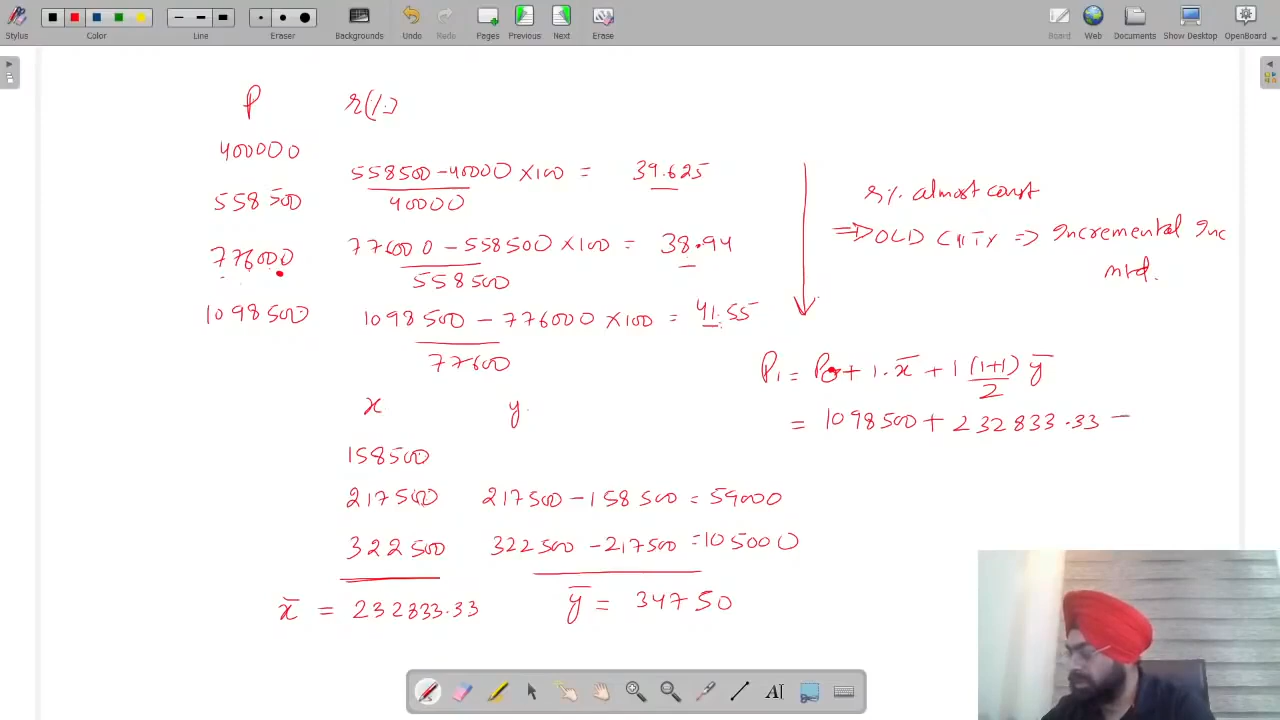 Stylus Color Line Eraser Backgrounds Undo Redo Pages Previous Next Erase Board Web Documents Show Desktop OpenBoard
P r(%)
400000
558500-40000 ×100 = 39.625
40000
558500
r% almost const
776000 - 558500 ×100 = 38.94
558500
776000
⇒ OLD CITY ⇒ Incremental Inc
mtd.
1098500
1098500 - 776000 ×100 = 41.55
77600
P1 = P0 + 1.x̄ + 1(1+1) ȳ
2
= 1098500 + 232833.33 -
x y
158500
217500 217500 - 158500 = 59000
322500 322500 - 217500 = 105000
x̄ = 232833.33 ȳ = 34750